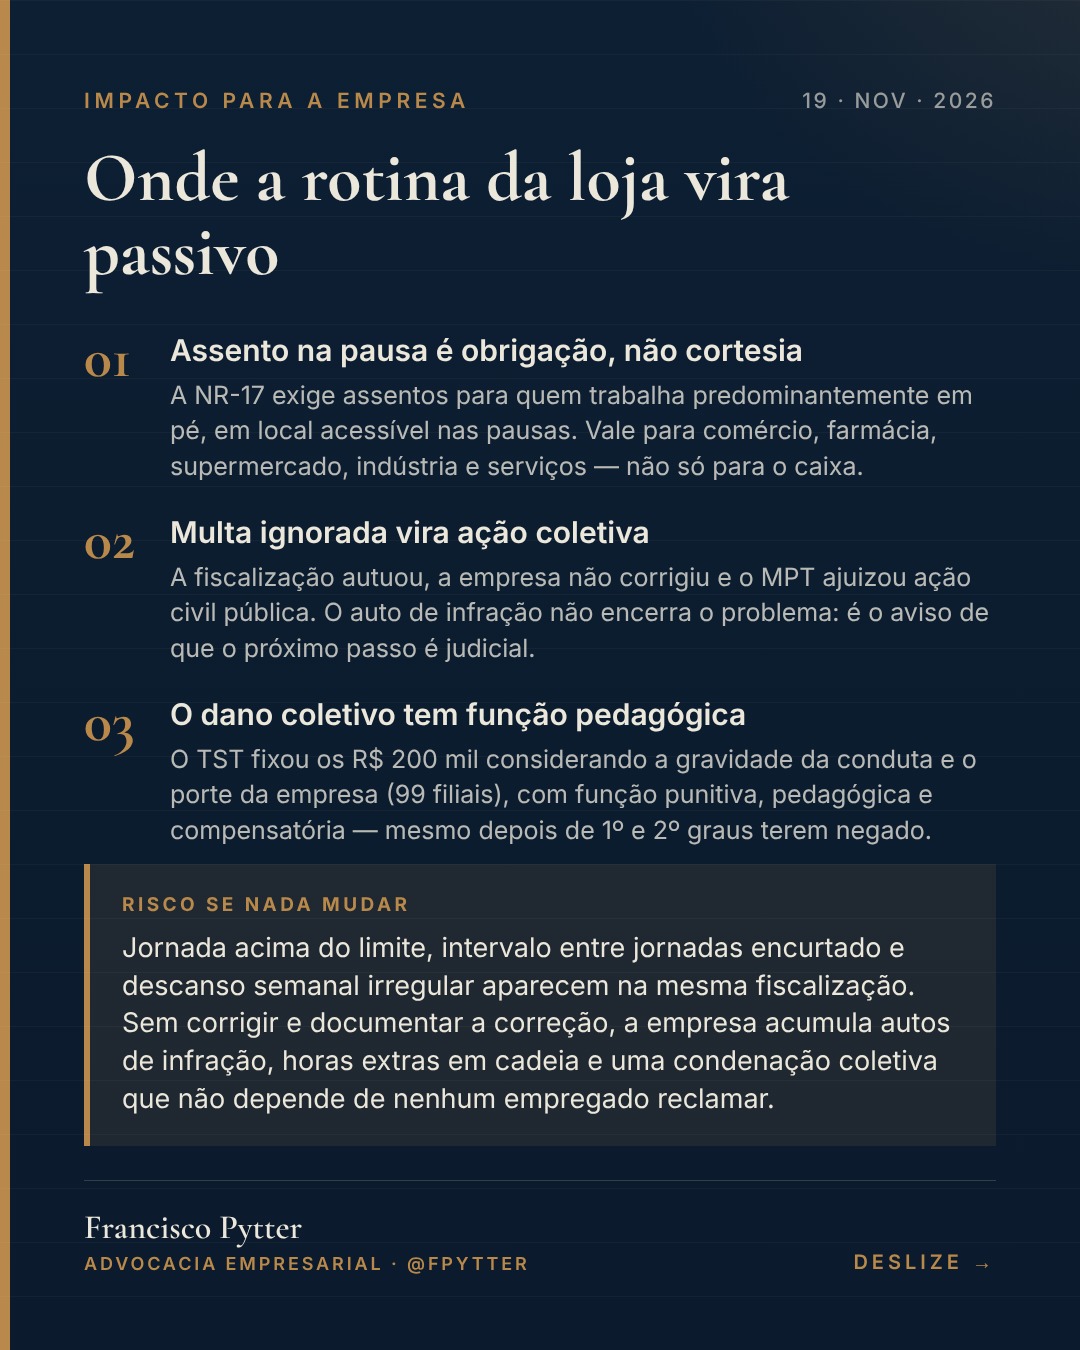 IMPACTO PARA A EMPRESA
19 · NOV · 2026
Onde a rotina da loja vira
passivo
01
Assento na pausa é obrigação, não cortesia
A NR-17 exige assentos para quem trabalha predominantemente em
pé, em local acessível nas pausas. Vale para comércio, farmácia,
supermercado, indústria e serviços — não só para o caixa.
02
Multa ignorada vira ação coletiva
A fiscalização autuou, a empresa não corrigiu e o MPT ajuizou ação
civil pública. O auto de infração não encerra o problema: é o aviso de
que o próximo passo é judicial.
03
O dano coletivo tem função pedagógica
O TST fixou os R$ 200 mil considerando a gravidade da conduta e o
porte da empresa (99 filiais), com função punitiva, pedagógica e
compensatória — mesmo depois de 1º e 2º graus terem negado.
RISCO SE NADA MUDAR
Jornada acima do limite, intervalo entre jornadas encurtado e
descanso semanal irregular aparecem na mesma fiscalização.
Sem corrigir e documentar a correção, a empresa acumula autos
de infração, horas extras em cadeia e uma condenação coletiva
que não depende de nenhum empregado reclamar.
Francisco Pytter
ADVOCACIA EMPRESARIAL · @FPYTTER
DESLIZE →